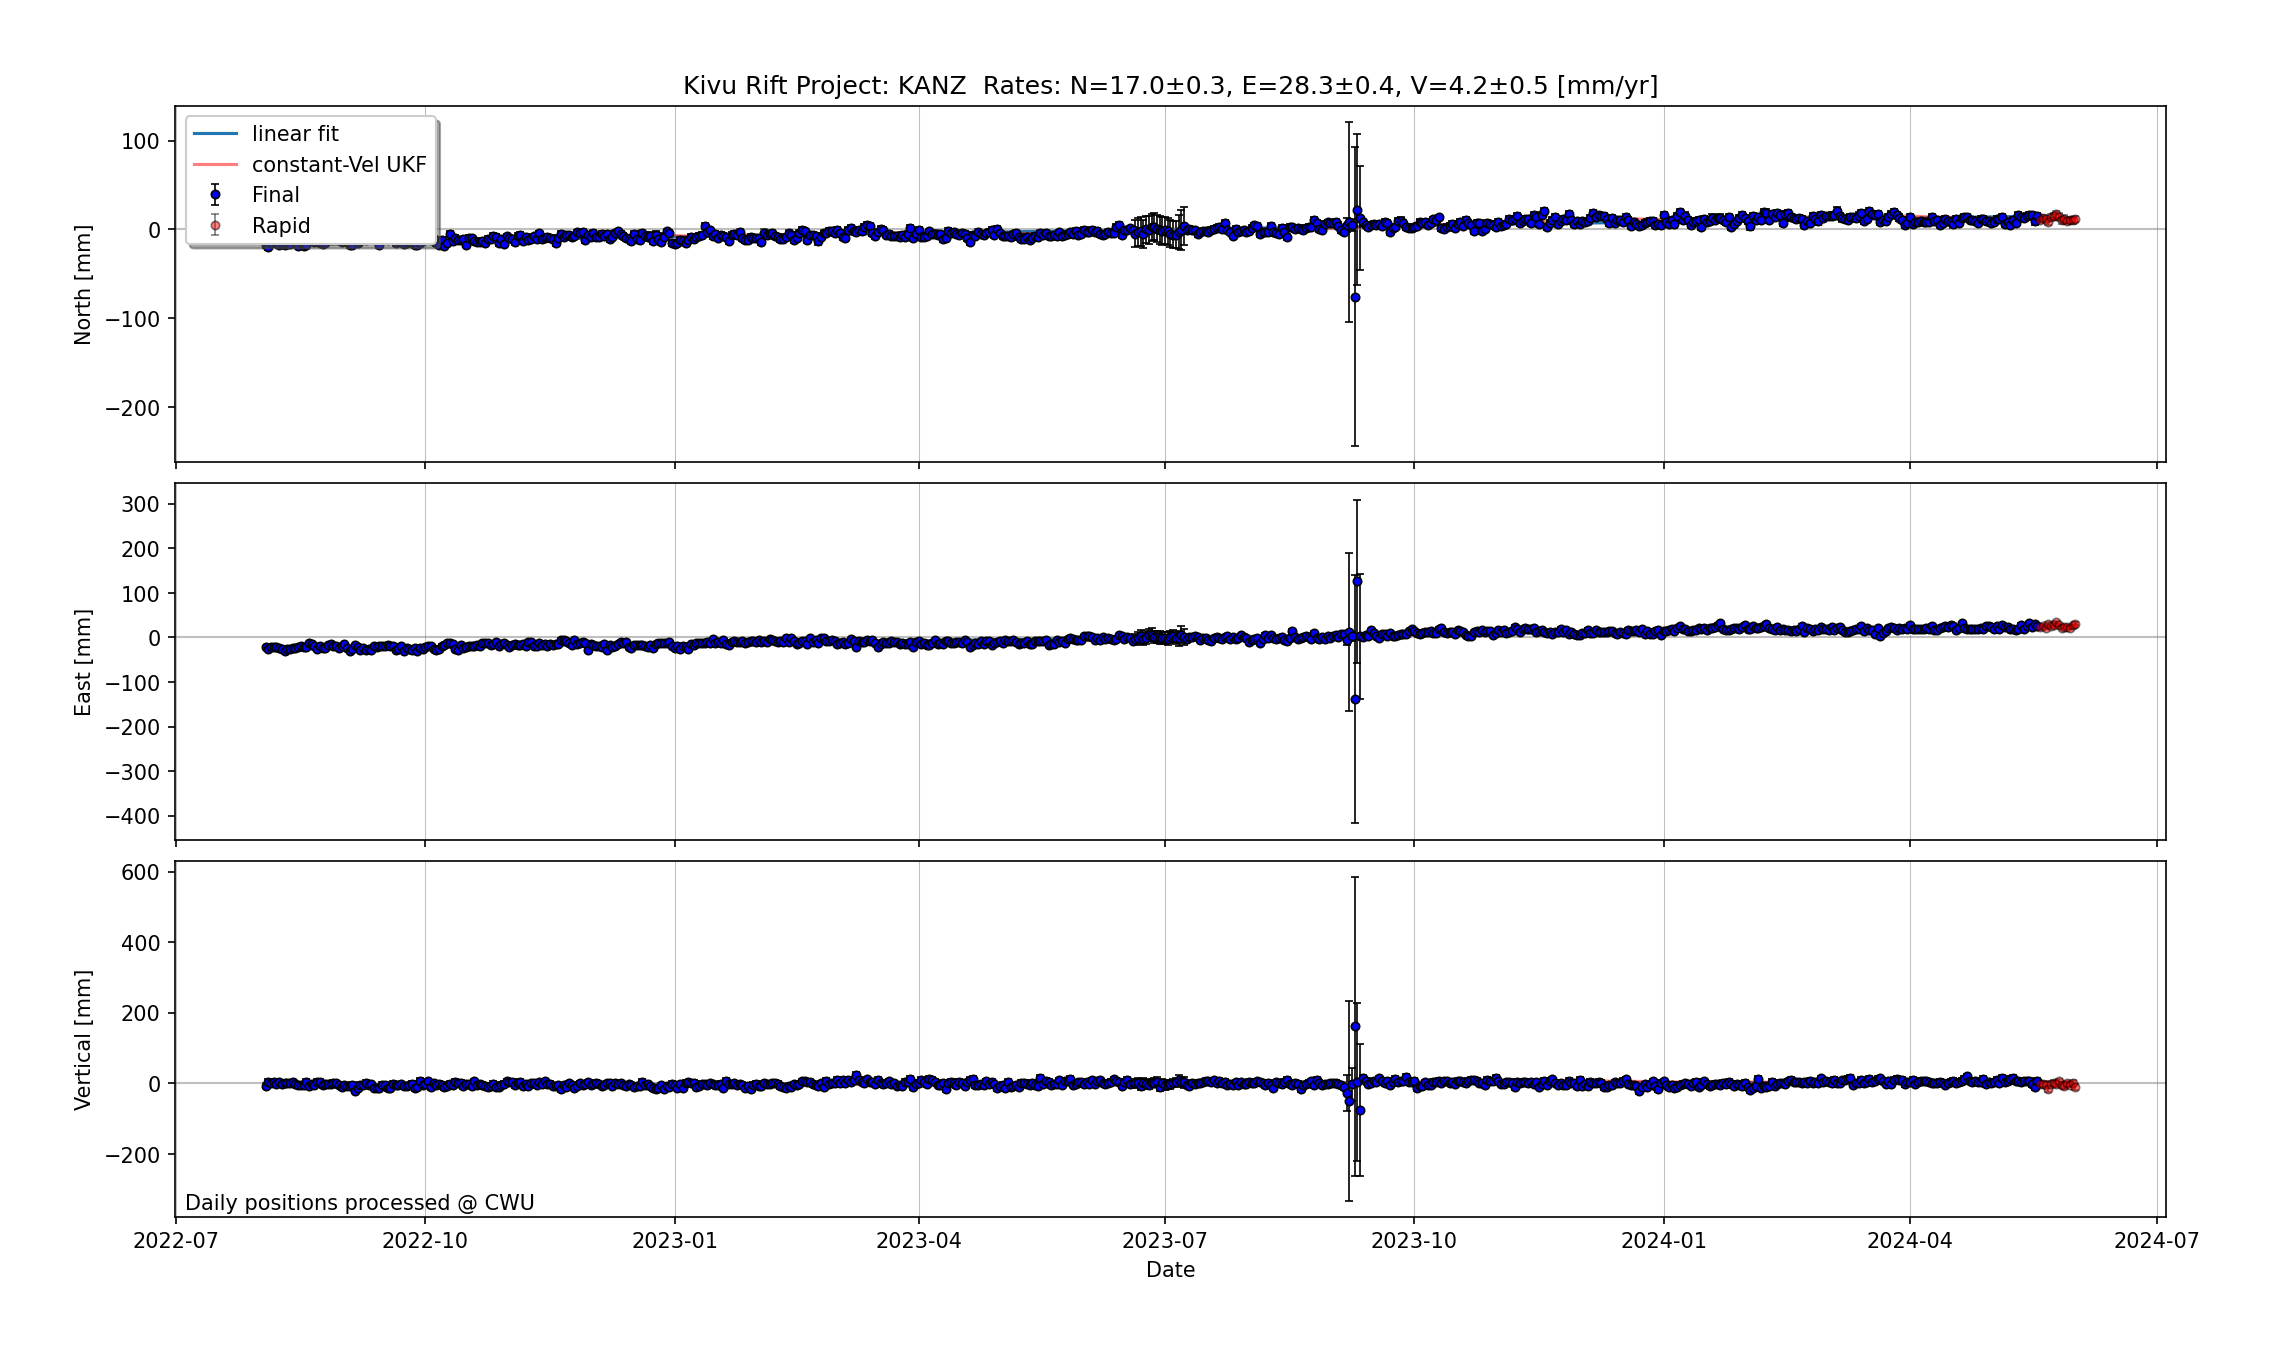 Kivu Rift Project: KANZ  Rates: N=17.0±0.3, E=28.3±0.4, V=4.2±0.5 [mm/yr]
linear fit
constant-Vel UKF
Final
Rapid
North [mm]
100
0
−100
−200
East [mm]
300
200
100
0
−100
−200
−300
−400
Vertical [mm]
600
400
200
0
−200
Daily positions processed @ CWU
2022-07 2022-10 2023-01 2023-04 2023-07 2023-10 2024-01 2024-04 2024-07
Date